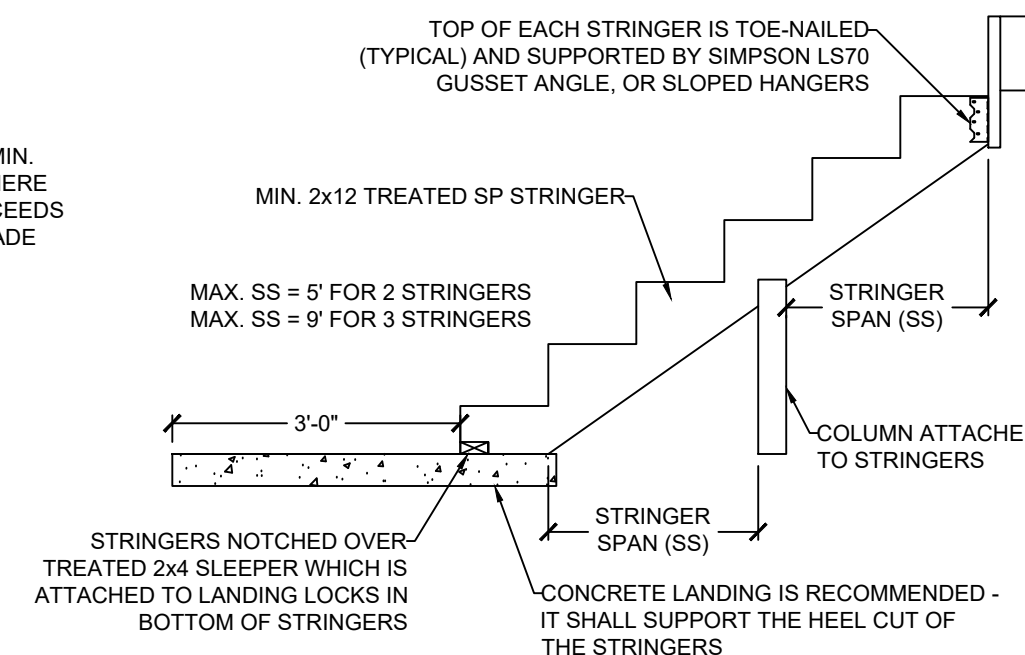 TOP OF EACH STRINGER IS TOE-NAILED
(TYPICAL) AND SUPPORTED BY SIMPSON LS70
GUSSET ANGLE, OR SLOPED HANGERS
MIN.
HERE
CEEDS
ADE
MIN. 2x12 TREATED SP STRINGER
MAX. SS = 5' FOR 2 STRINGERS
MAX. SS = 9' FOR 3 STRINGERS
STRINGER
SPAN (SS)
3'-0"
COLUMN ATTACHE
TO STRINGERS
STRINGER
SPAN (SS)
STRINGERS NOTCHED OVER
TREATED 2x4 SLEEPER WHICH IS
ATTACHED TO LANDING LOCKS IN
BOTTOM OF STRINGERS
CONCRETE LANDING IS RECOMMENDED -
IT SHALL SUPPORT THE HEEL CUT OF
THE STRINGERS